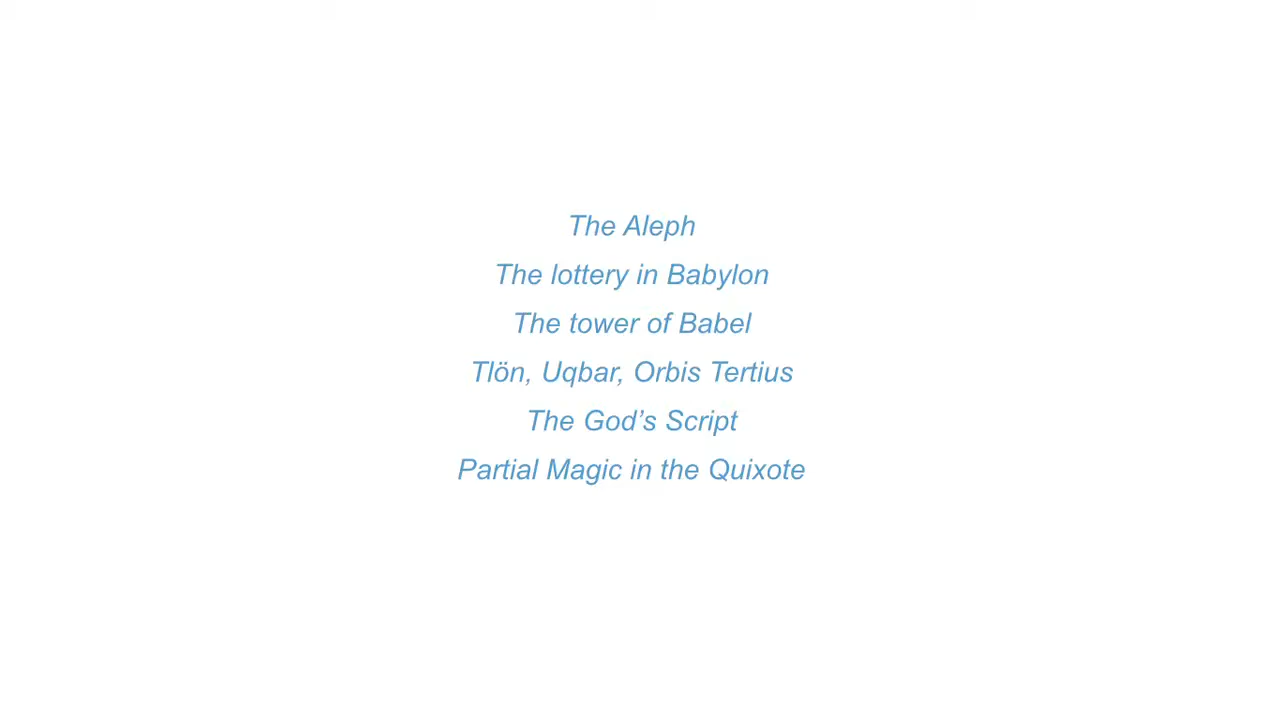 The Aleph
The lottery in Babylon
The tower of Babel
Tlön, Uqbar, Orbis Tertius
The God’s Script
Partial Magic in the Quixote